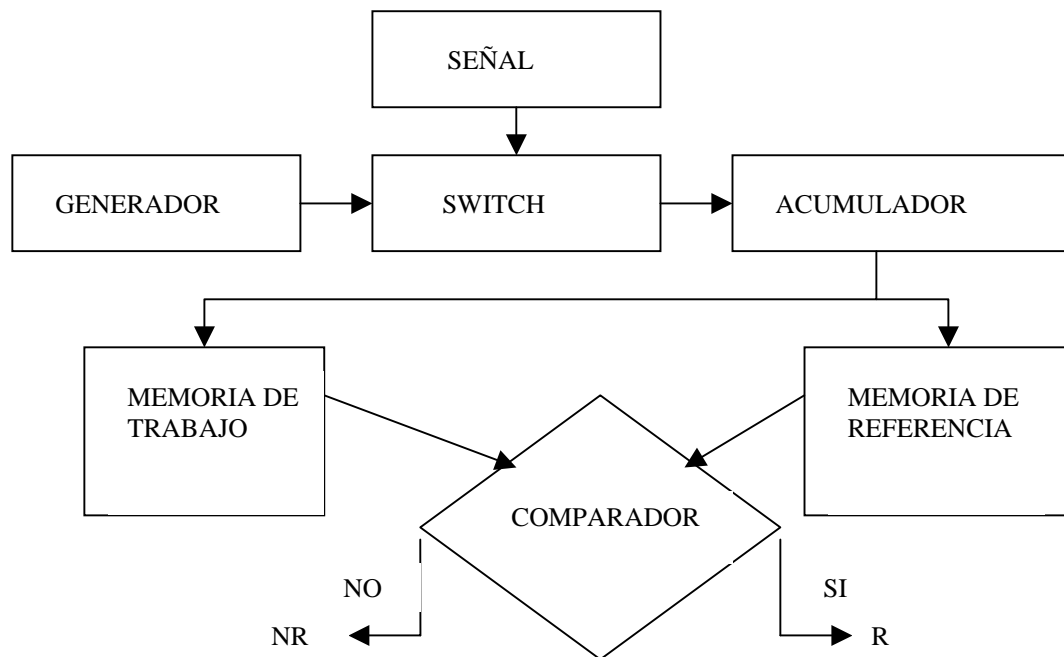 SEÑAL
GENERADOR
SWITCH
ACUMULADOR
MEMORIA DE
TRABAJO
MEMORIA DE
REFERENCIA
COMPARADOR
NO
SI
NR
R